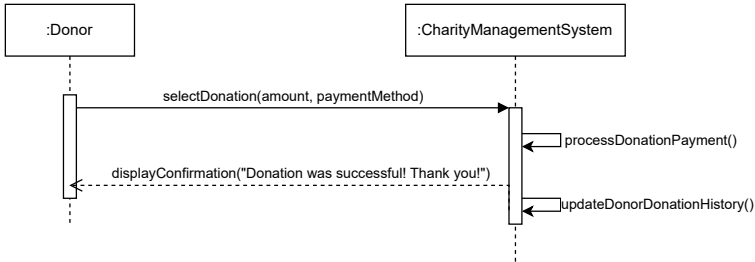 :Donor
:CharityManagementSystem
selectDonation(amount, paymentMethod)
processDonationPayment()
displayConfirmation("Donation was successful! Thank you!")
updateDonorDonationHistory()